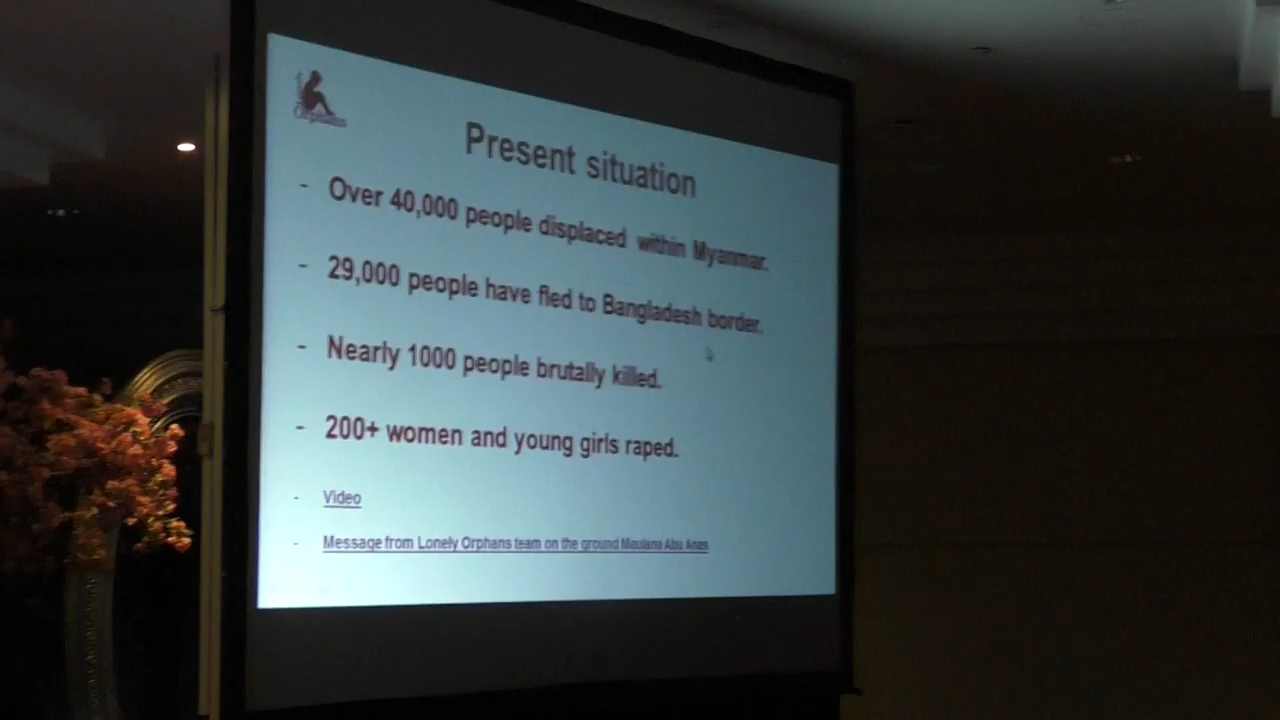 Orphans
Present situation
- Over 40,000 people displaced within Myanmar.
- 29,000 people have fled to Bangladesh border.
- Nearly 1000 people brutally killed.
- 200+ women and young girls raped.
- Video
- Message from Lonely Orphans team on the ground Maulana Abu Anas